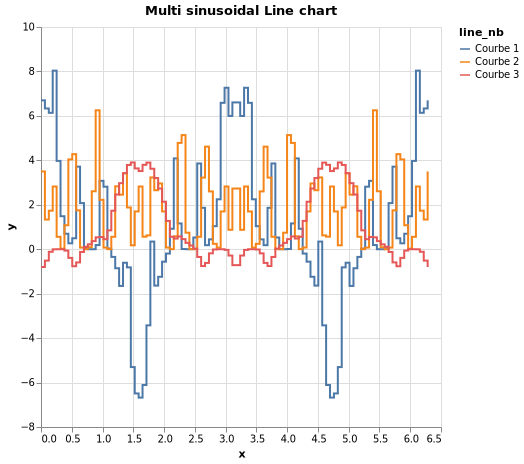 Multi sinusoidal Line chart
line_nb
Courbe 1
Courbe 2
Courbe 3
y
10
8
6
4
2
0
−2
−4
−6
−8
0.0 0.5 1.0 1.5 2.0 2.5 3.0 3.5 4.0 4.5 5.0 5.5 6.0 6.5
x